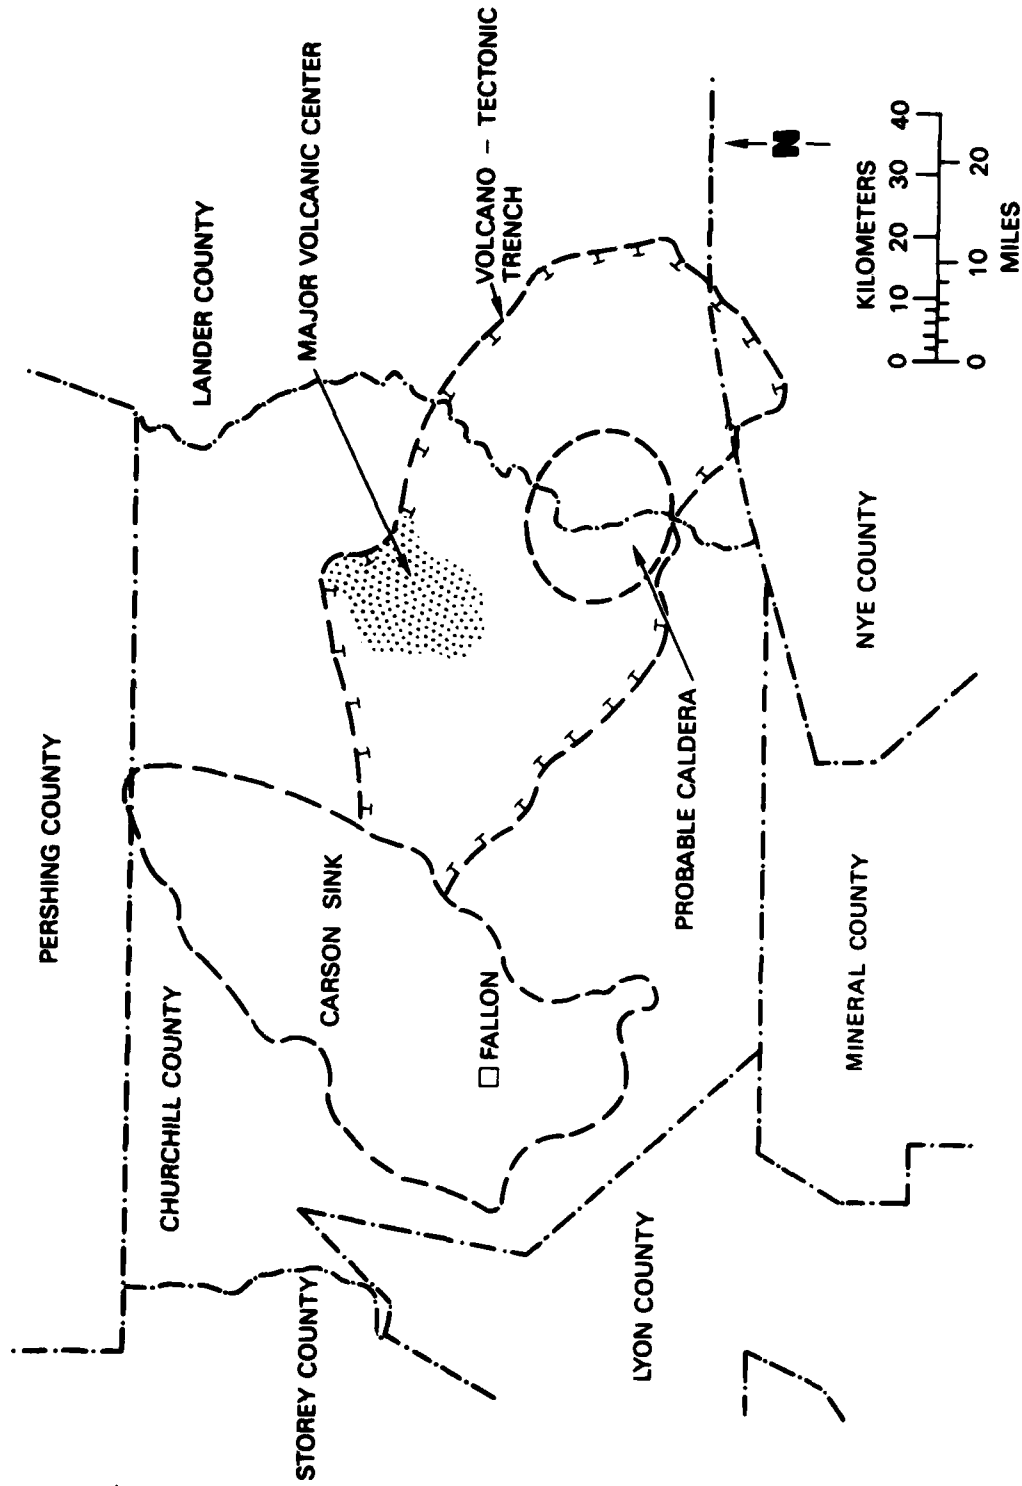 PERSHING COUNTY
LANDER COUNTY
CHURCHILL COUNTY
MAJOR VOLCANIC CENTER
STOREY COUNTY
CARSON SINK
VOLCANO – TECTONIC
TRENCH
FALLON
LYON COUNTY
PROBABLE CALDERA
MINERAL COUNTY
NYE COUNTY
N
KILOMETERS
0 10 20 30 40
0 10 20
MILES